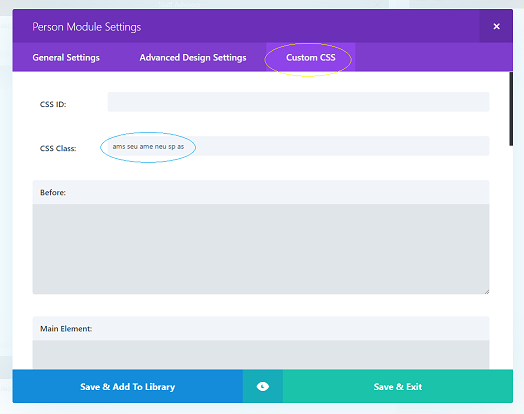 Person Module Settings
General Settings Advanced Design Settings Custom CSS
CSS ID:
CSS Class: ams seu ame neu sp as
Before:
Main Element:
Save & Add To Library Save & Exit